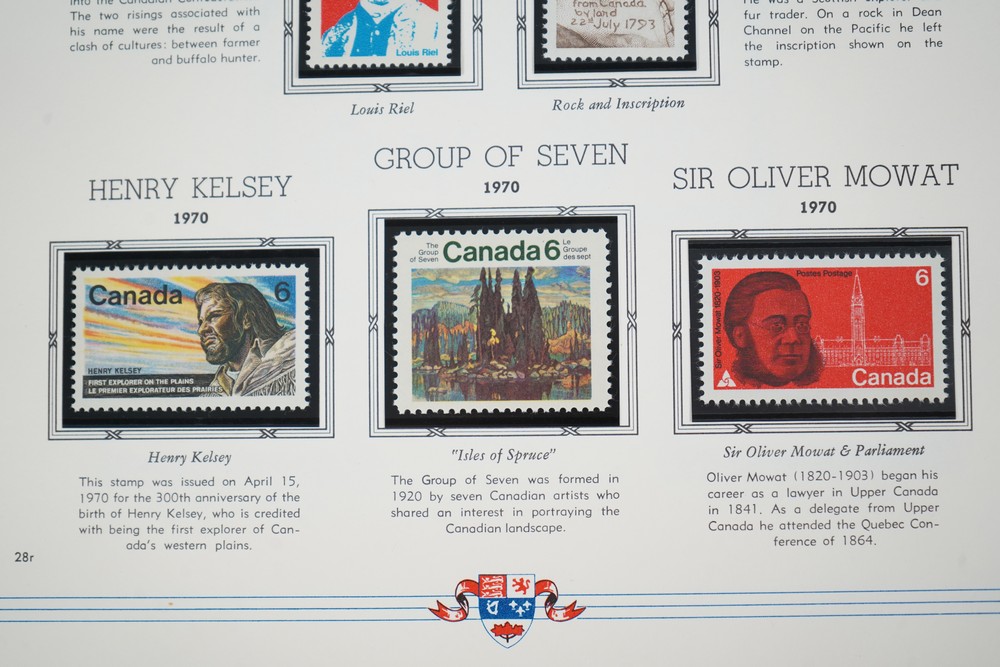 into the Canadian Confederation.
The two risings associated with
his name were the result of a
clash of cultures: between farmer
and buffalo hunter.
Louis Riel
Louis Riel
from Canada
by land
22d July 1793
Rock and Inscription
He was a Scottish explorer and
fur trader. On a rock in Dean
Channel on the Pacific he left
the inscription shown on the
stamp.
HENRY KELSEY
1970
Canada
6
HENRY KELSEY
FIRST EXPLORER ON THE PLAINS
LE PREMIER EXPLORATEUR DES PRAIRIES
Henry Kelsey
This stamp was issued on April 15,
1970 for the 300th anniversary of the
birth of Henry Kelsey, who is credited
with being the first explorer of Can-
ada's western plains.
GROUP OF SEVEN
1970
The
Group
of Seven
Canada 6
Le
Groupe
des sept
"Isles of Spruce"
The Group of Seven was formed in
1920 by seven Canadian artists who
shared an interest in portraying the
Canadian landscape.
SIR OLIVER MOWAT
1970
Postes Postage
6
Sir Oliver Mowat 1820-1903
Canada
Sir Oliver Mowat & Parliament
Oliver Mowat (1820-1903) began his
career as a lawyer in Upper Canada
in 1841. As a delegate from Upper
Canada he attended the Quebec Con-
ference of 1864.
28r